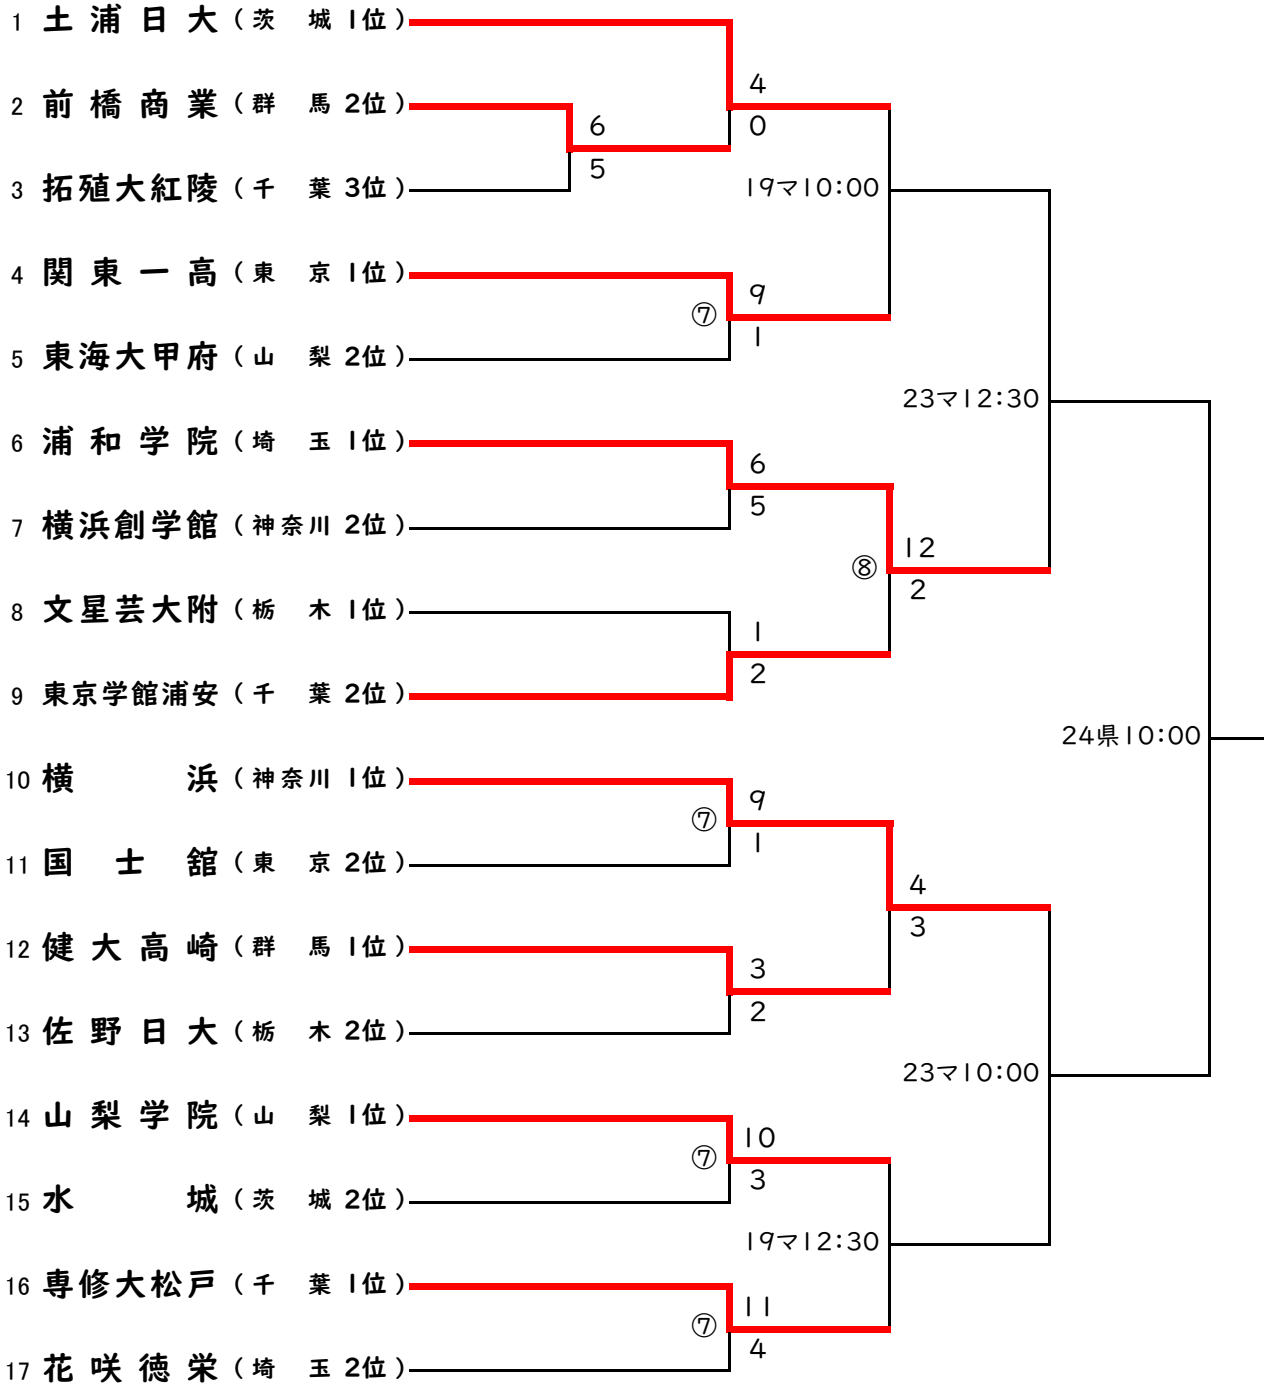 1 土浦日大（茨　城 1位）
4
2 前橋商業（群　馬 2位）
6
0
5
3 拓殖大紅陵（千　葉 3位）
19マ10:00
4 関東一高（東　京 1位）
9
⑦
1
5 東海大甲府（山　梨 2位）
23マ12:30
6 浦和学院（埼　玉 1位）
6
5
7 横浜創学館（神奈川 2位）
12
⑧
2
8 文星芸大附（栃　木 1位）
1
2
9 東京学館浦安（千　葉 2位）
24県10:00
10 横　浜（神奈川 1位）
9
⑦
1
11 国士舘（東　京 2位）
4
3
12 健大高崎（群　馬 1位）
3
2
13 佐野日大（栃　木 2位）
23マ10:00
14 山梨学院（山　梨 1位）
10
⑦
3
15 水　城（茨　城 2位）
19マ12:30
16 専修大松戸（千　葉 1位）
11
⑦
4
17 花咲徳栄（埼　玉 2位）